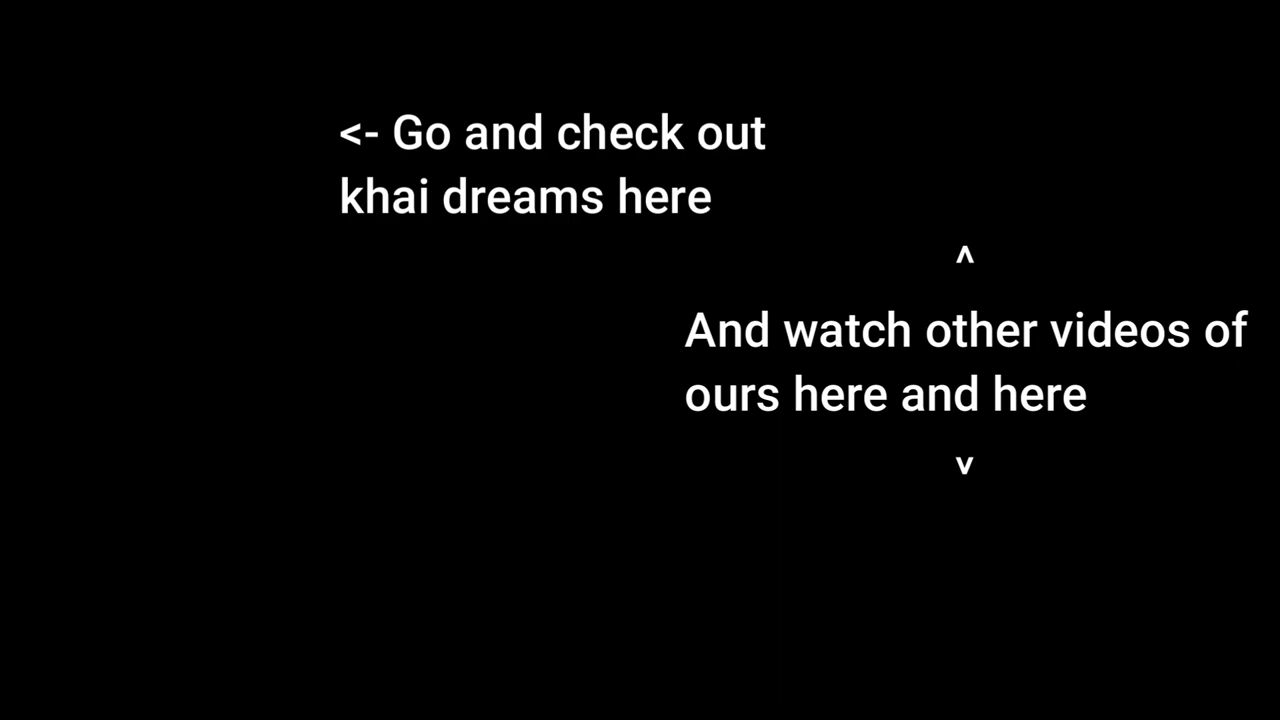 <- Go and check out
khai dreams here
^
And watch other videos of
ours here and here
v